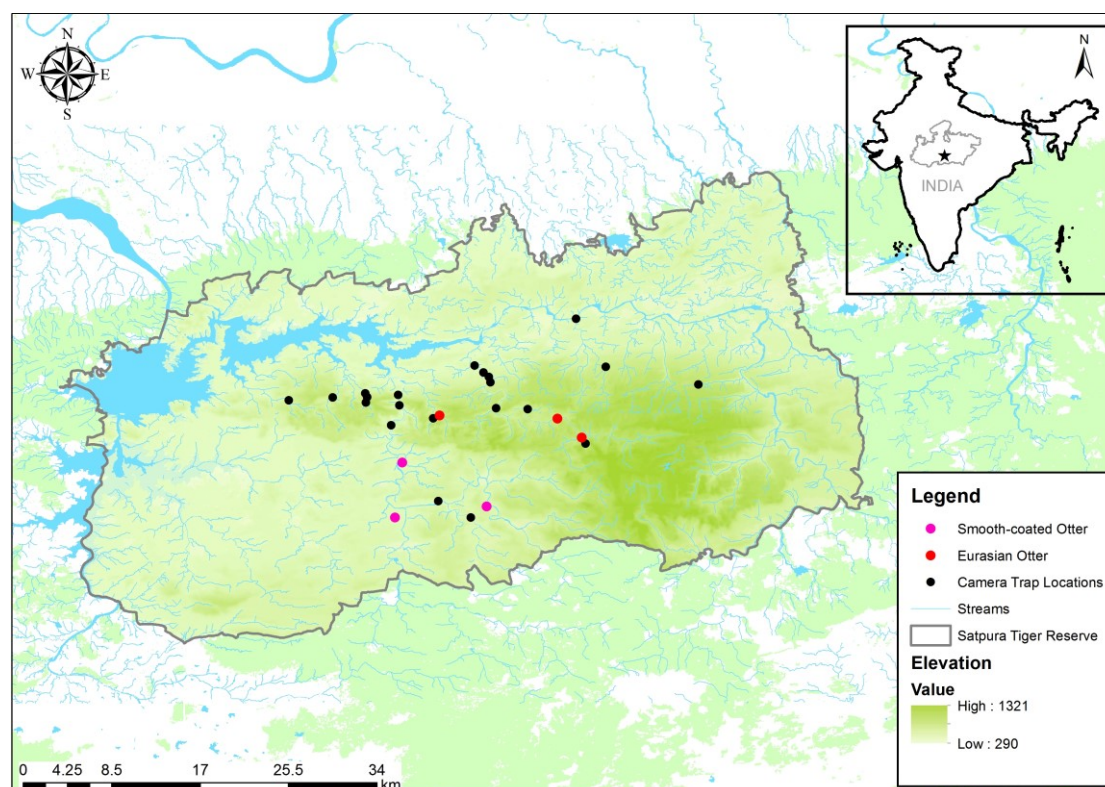 N
W E
S
N
INDIA
Legend
Smooth-coated Otter
Eurasian Otter
Camera Trap Locations
Streams
Satpura Tiger Reserve
Elevation
Value
High : 1321
Low : 290
0 4.25 8.5 17 25.5 34
km